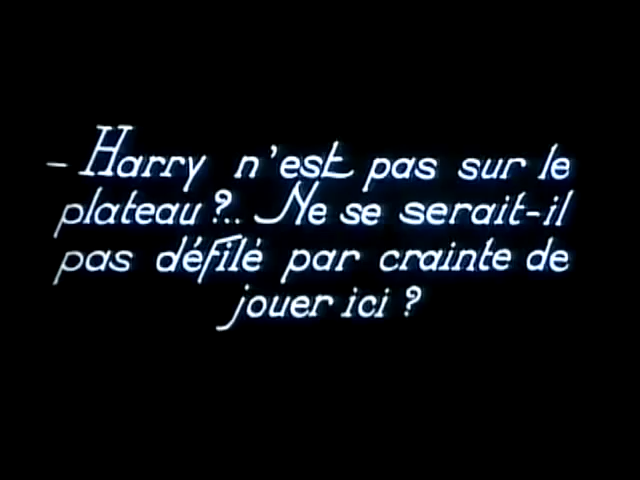 – Harry n'est pas sur le
plateau ?.. Ne se serait-il
pas défilé par crainte de
jouer ici ?